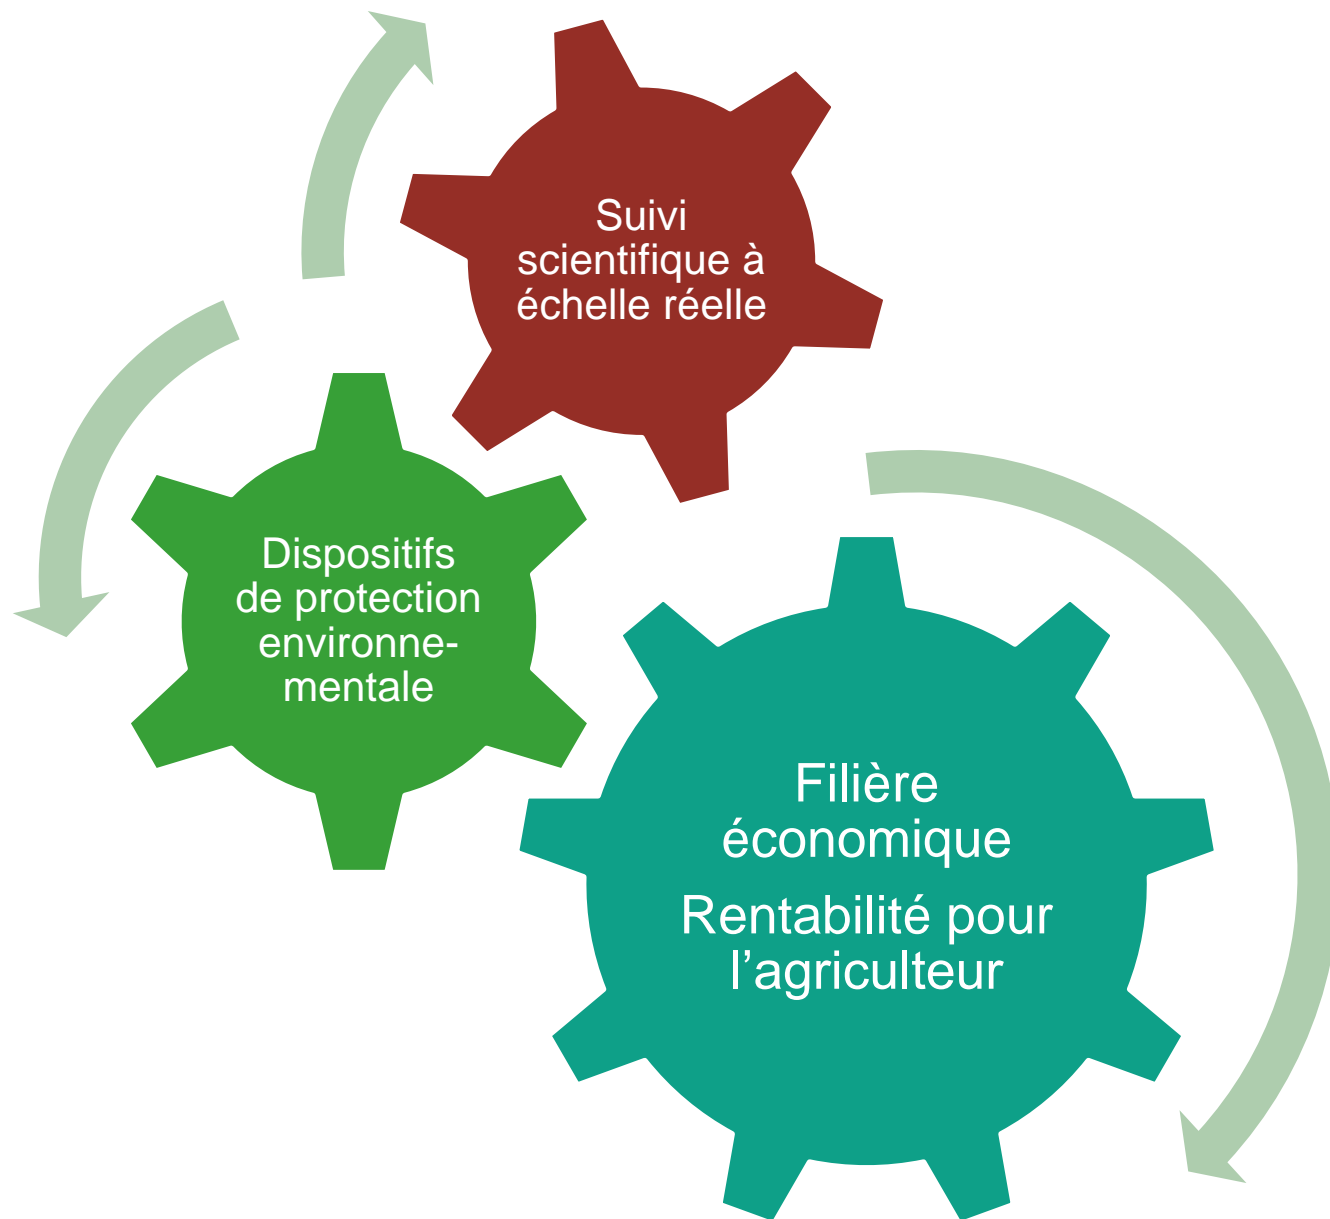 Suivi
scientifique à
échelle réelle
Dispositifs
de protection
environne-
mentale
Filière
économique
Rentabilité pour
l’agriculteur